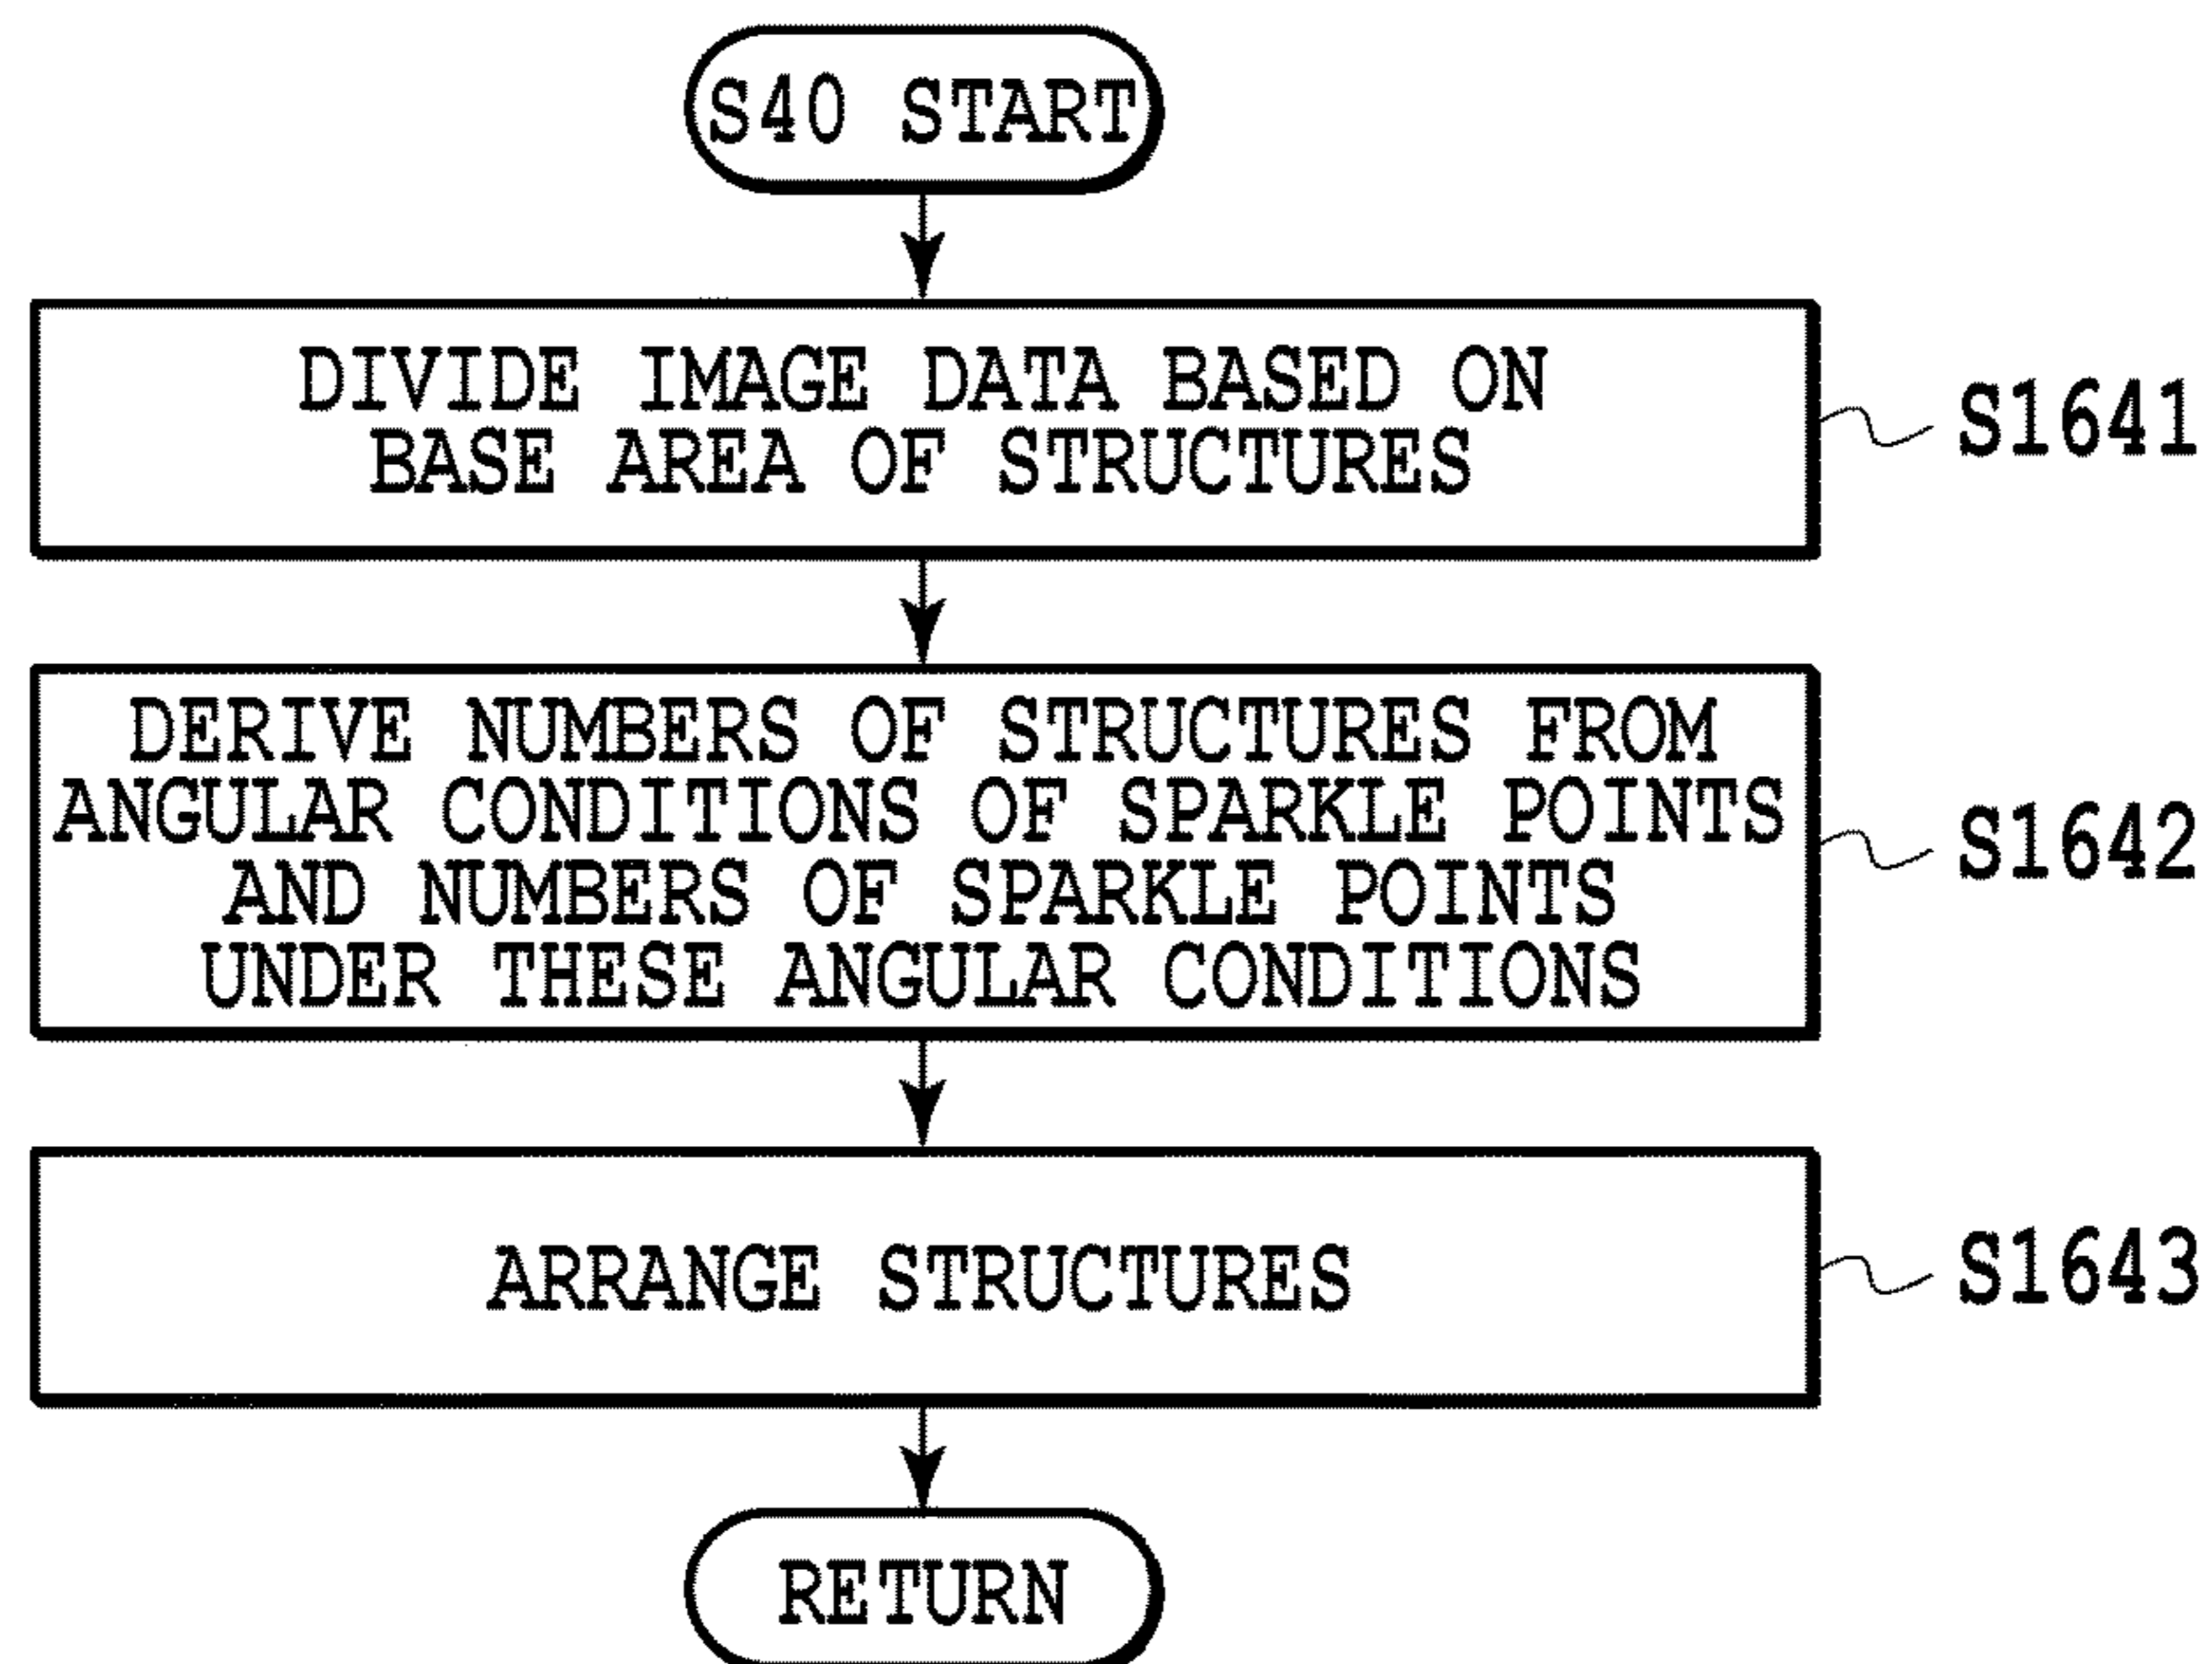 S40 START
DIVIDE IMAGE DATA BASED ON
BASE AREA OF STRUCTURES
S1641
DERIVE NUMBERS OF STRUCTURES FROM
ANGULAR CONDITIONS OF SPARKLE POINTS
AND NUMBERS OF SPARKLE POINTS
UNDER THESE ANGULAR CONDITIONS
S1642
ARRANGE STRUCTURES
S1643
RETURN